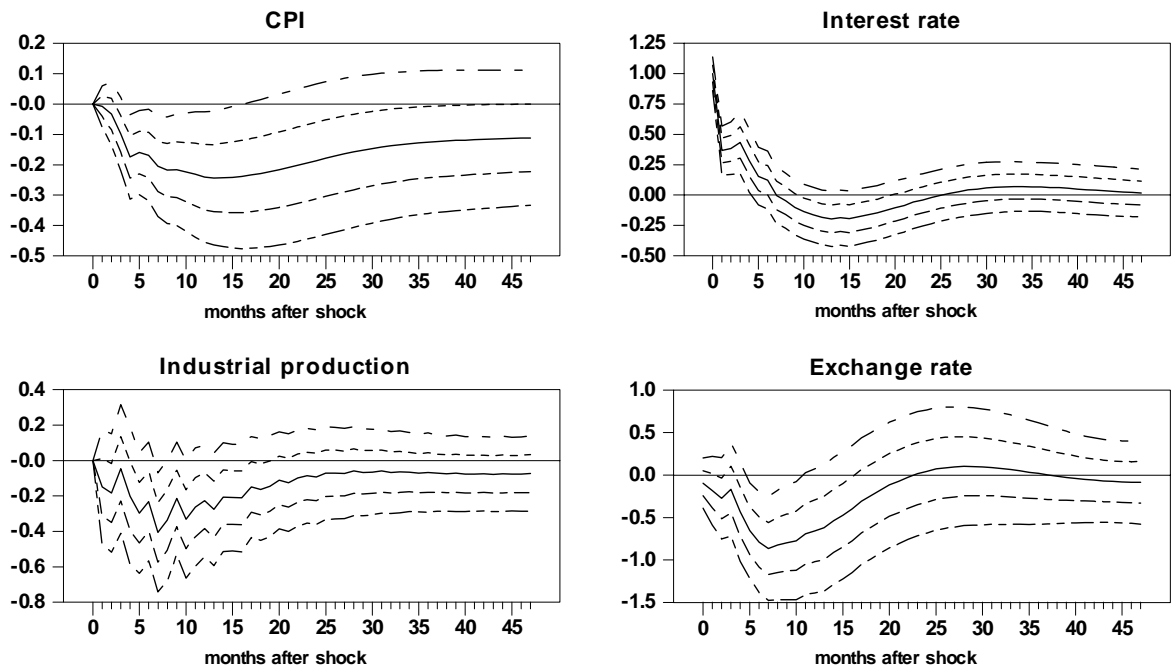 CPI
0.2
0.1
-0.0
-0.1
-0.2
-0.3
-0.4
-0.5
0 5 10 15 20 25 30 35 40 45
months after shock
Interest rate
1.25
1.00
0.75
0.50
0.25
0.00
-0.25
-0.50
0 5 10 15 20 25 30 35 40 45
months after shock
Industrial production
0.4
0.2
-0.0
-0.2
-0.4
-0.6
-0.8
0 5 10 15 20 25 30 35 40 45
months after shock
Exchange rate
1.0
0.5
0.0
-0.5
-1.0
-1.5
0 5 10 15 20 25 30 35 40 45
months after shock